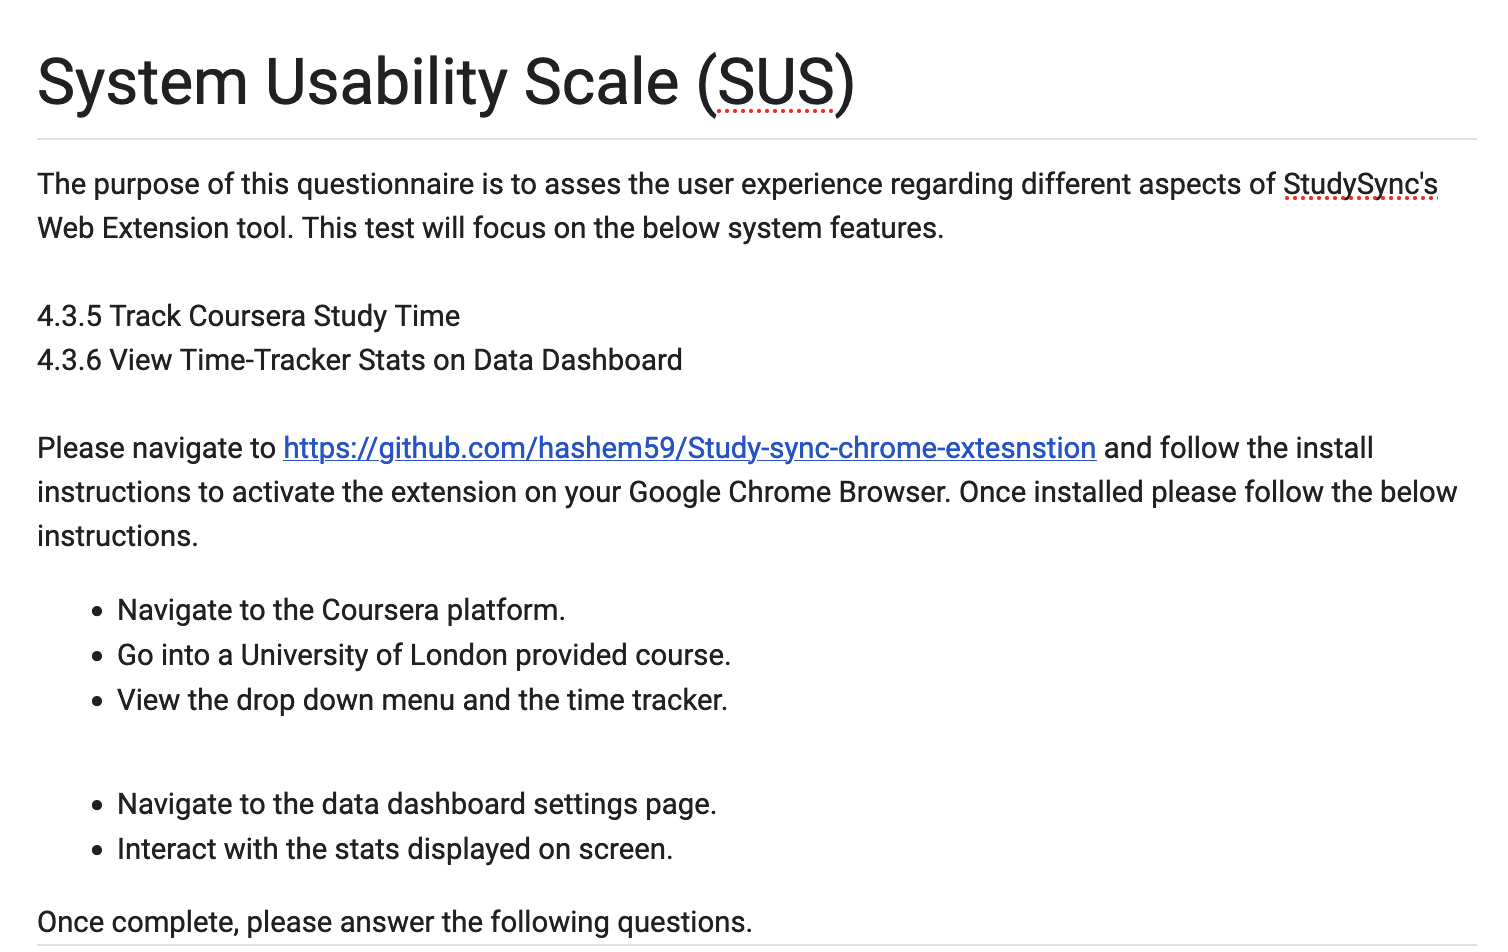 System Usability Scale (SUS)
The purpose of this questionnaire is to asses the user experience regarding different aspects of StudySync's
Web Extension tool. This test will focus on the below system features.
4.3.5 Track Coursera Study Time
4.3.6 View Time-Tracker Stats on Data Dashboard
Please navigate to https://github.com/hashem59/Study-sync-chrome-extesnstion and follow the install
instructions to activate the extension on your Google Chrome Browser. Once installed please follow the below
instructions.
• Navigate to the Coursera platform.
• Go into a University of London provided course.
• View the drop down menu and the time tracker.
• Navigate to the data dashboard settings page.
• Interact with the stats displayed on screen.
Once complete, please answer the following questions.